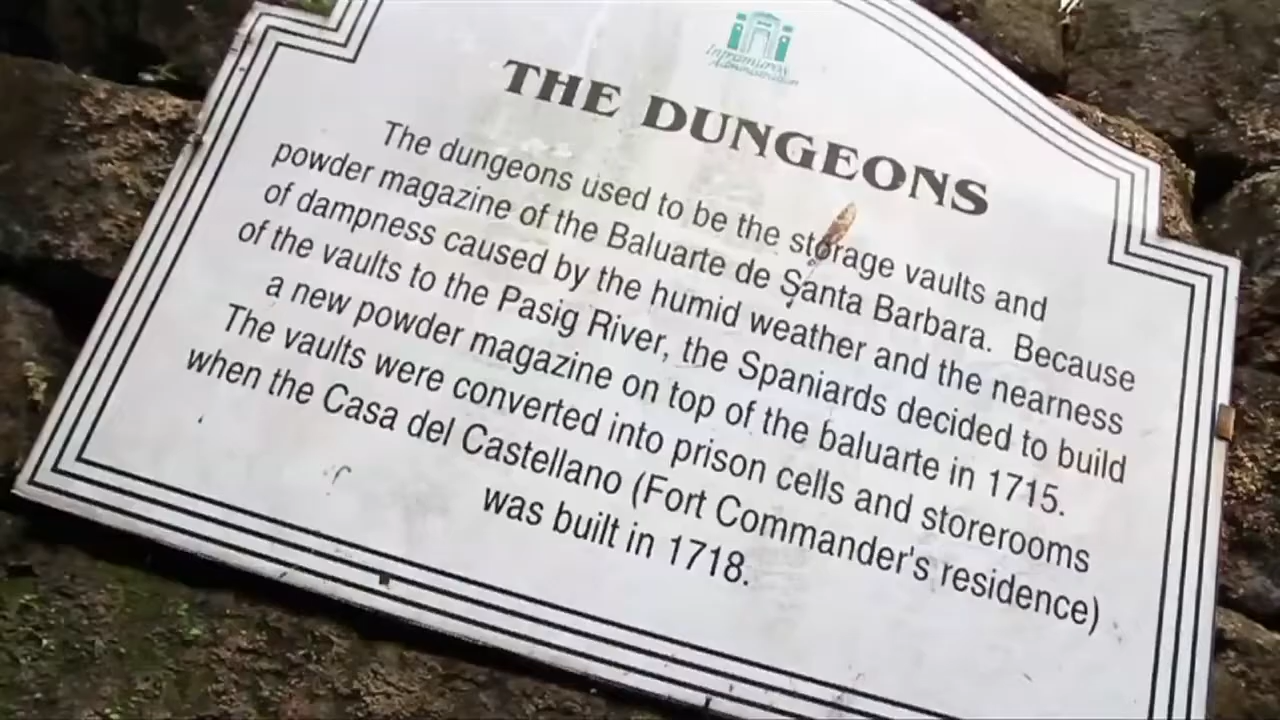 Intramuros
Administration
THE DUNGEONS
The dungeons used to be the storage vaults and
powder magazine of the Baluarte de Santa Barbara. Because
of dampness caused by the humid weather and the nearness
of the vaults to the Pasig River, the Spaniards decided to build
a new powder magazine on top of the baluarte in 1715.
The vaults were converted into prison cells and storerooms
when the Casa del Castellano (Fort Commander's residence)
was built in 1718.